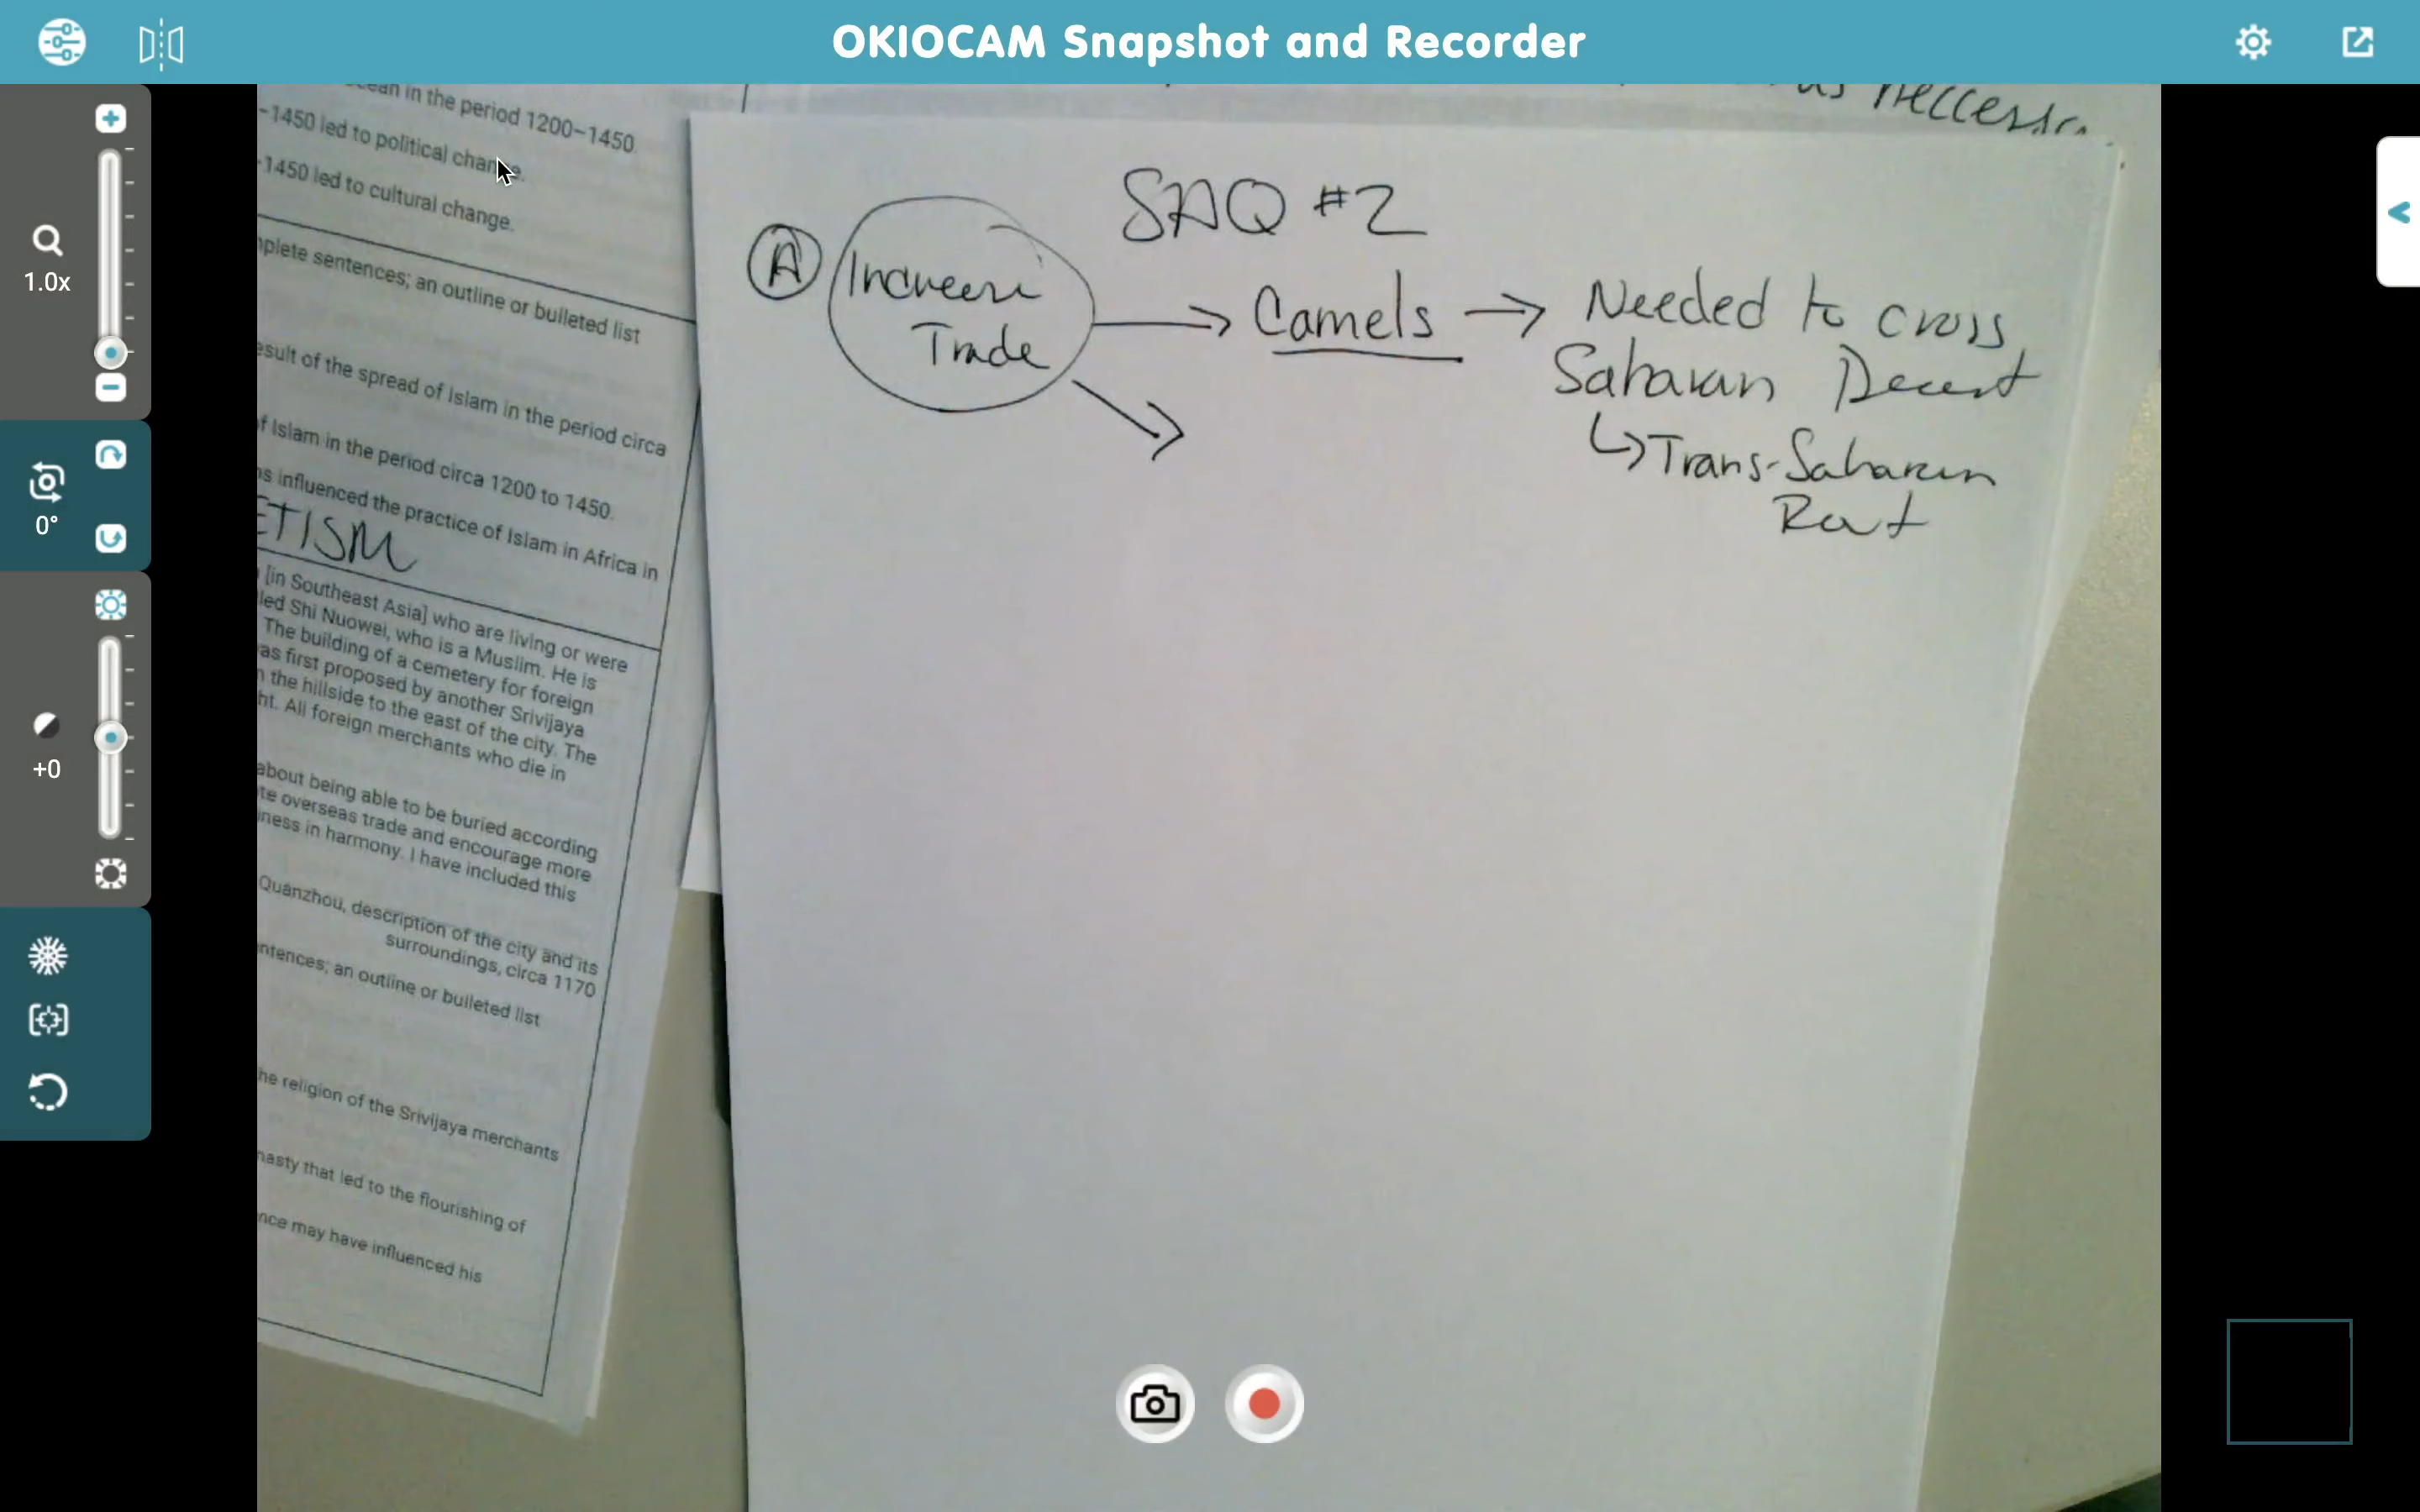 OKIOCAM Snapshot and Recorder
1.0x
0°
+0
ean in the period 1200–1450.
-1450 led to political change.
-1450 led to cultural change.
plete sentences; an outline or bulleted list
esult of the spread of Islam in the period circa
of Islam in the period circa 1200 to 1450.
ns influenced the practice of Islam in Africa in
ETISM
[in Southeast Asia] who are living or were
led Shi Nuowei, who is a Muslim. He is
The building of a cemetery for foreign
as first proposed by another Srivijaya
n the hillside to the east of the city. The
ht. All foreign merchants who die in
about being able to be buried according
te overseas trade and encourage more
iness in harmony. I have included this
Quanzhou, description of the city and its
surroundings, circa 1170
ntences; an outline or bulleted list
he religion of the Srivijaya merchants
nasty that led to the flourishing of
nce may have influenced his
SAQ #2
A Increase Trade → Camels → Needed to cross
Saharan Desert
↳ Trans-Saharan
Rout